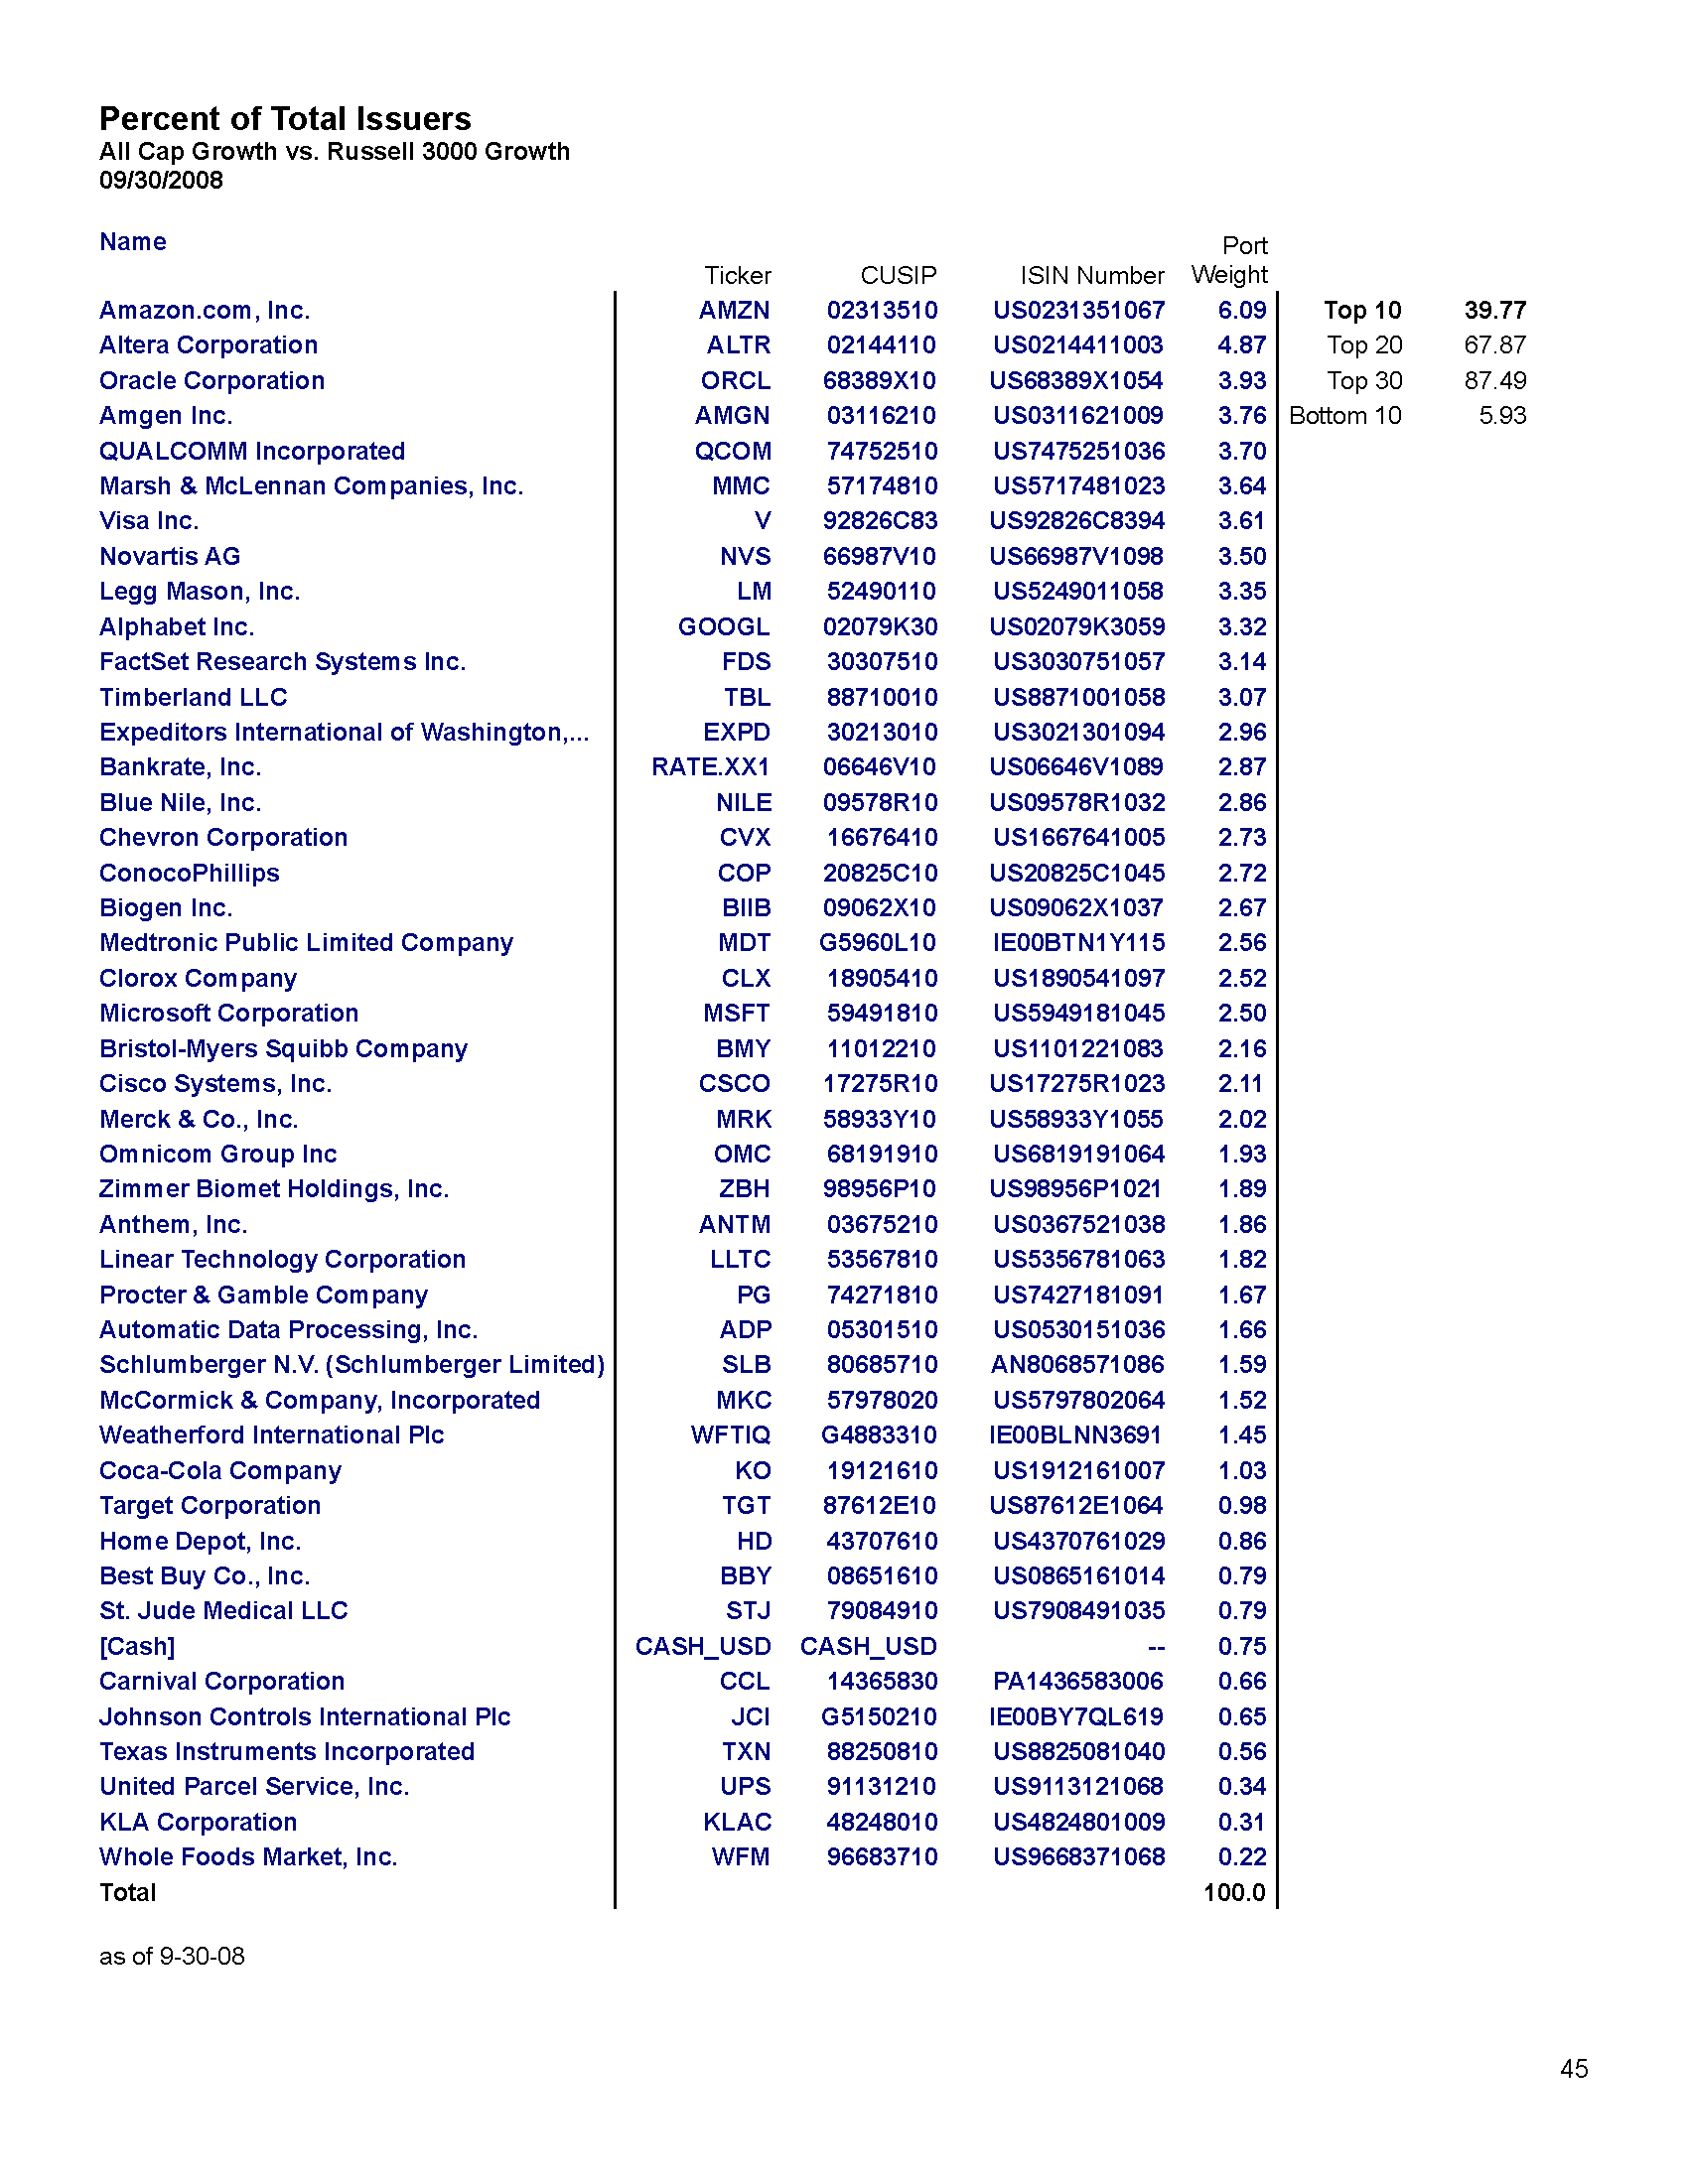 Percent of Total Issuers
All Cap Growth vs. Russell 3000 Growth
09/30/2008
Name Port
Ticker CUSIP ISIN Number Weight
Amazon.com, Inc. AMZN 02313510 US0231351067 6.09 Top 10 39.77
Altera Corporation ALTR 02144110 US0214411003 4.87 Top 20 67.87
Oracle Corporation ORCL 68389X10 US68389X1054 3.93 Top 30 87.49
Amgen Inc. AMGN 03116210 US0311621009 3.76 Bottom 10 5.93
QUALCOMM Incorporated QCOM 74752510 US7475251036 3.70
Marsh & McLennan Companies, Inc. MMC 57174810 US5717481023 3.64
Visa Inc. V 92826C83 US92826C8394 3.61
Novartis AG NVS 66987V10 US66987V1098 3.50
Legg Mason, Inc. LM 52490110 US5249011058 3.35
Alphabet Inc. GOOGL 02079K30 US02079K3059 3.32
FactSet Research Systems Inc. FDS 30307510 US3030751057 3.14
Timberland LLC TBL 88710010 US8871001058 3.07
Expeditors International of Washington,... EXPD 30213010 US3021301094 2.96
Bankrate, Inc. RATE.XX1 06646V10 US06646V1089 2.87
Blue Nile, Inc. NILE 09578R10 US09578R1032 2.86
Chevron Corporation CVX 16676410 US1667641005 2.73
ConocoPhillips COP 20825C10 US20825C1045 2.72
Biogen Inc. BIIB 09062X10 US09062X1037 2.67
Medtronic Public Limited Company MDT G5960L10 IE00BTN1Y115 2.56
Clorox Company CLX 18905410 US1890541097 2.52
Microsoft Corporation MSFT 59491810 US5949181045 2.50
Bristol-Myers Squibb Company BMY 11012210 US1101221083 2.16
Cisco Systems, Inc. CSCO 17275R10 US17275R1023 2.11
Merck & Co., Inc. MRK 58933Y10 US58933Y1055 2.02
Omnicom Group Inc OMC 68191910 US6819191064 1.93
Zimmer Biomet Holdings, Inc. ZBH 98956P10 US98956P1021 1.89
Anthem, Inc. ANTM 03675210 US0367521038 1.86
Linear Technology Corporation LLTC 53567810 US5356781063 1.82
Procter & Gamble Company PG 74271810 US7427181091 1.67
Automatic Data Processing, Inc. ADP 05301510 US0530151036 1.66
Schlumberger N.V. (Schlumberger Limited) SLB 80685710 AN8068571086 1.59
McCormick & Company, Incorporated MKC 57978020 US5797802064 1.52
Weatherford International Plc WFTIQ G4883310 IE00BLNN3691 1.45
Coca-Cola Company KO 19121610 US1912161007 1.03
Target Corporation TGT 87612E10 US87612E1064 0.98
Home Depot, Inc. HD 43707610 US4370761029 0.86
Best Buy Co., Inc. BBY 08651610 US0865161014 0.79
St. Jude Medical LLC STJ 79084910 US7908491035 0.79
[Cash] CASH_USD CASH_USD -- 0.75
Carnival Corporation CCL 14365830 PA1436583006 0.66
Johnson Controls International Plc JCI G5150210 IE00BY7QL619 0.65
Texas Instruments Incorporated TXN 88250810 US8825081040 0.56
United Parcel Service, Inc. UPS 91131210 US9113121068 0.34
KLA Corporation KLAC 48248010 US4824801009 0.31
Whole Foods Market, Inc. WFM 96683710 US9668371068 0.22
Total 100.0
as of 9-30-08
45